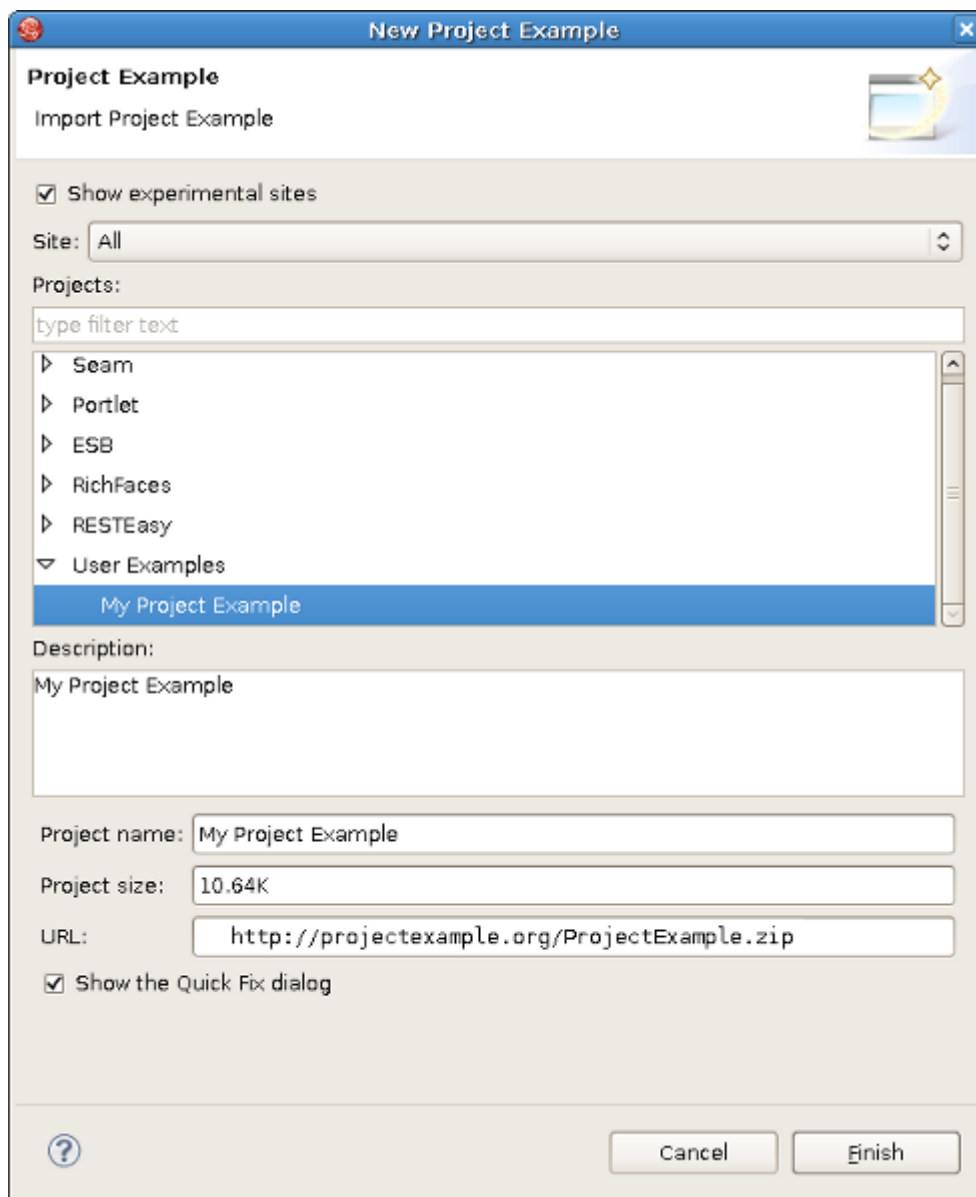 New Project Example
Project Example
Import Project Example
Show experimental sites
Site: All
Projects:
type filter text
Seam
Portlet
ESB
RichFaces
RESTEasy
User Examples
My Project Example
Description:
My Project Example
Project name: My Project Example
Project size: 10.64K
URL: http://projectexample.org/ProjectExample.zip
Show the Quick Fix dialog
? Cancel Finish